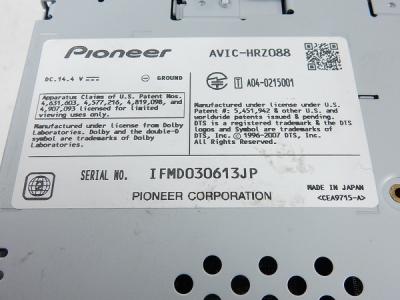 Pioneer
AVIC-HRZ088
DC.14.4 V
GROUND
T A04-0215001
Apparatus Claims of U.S. Patent Nos.
4,631,603, 4,577,216, 4,819,098, and
4,907,093 licensed for limited
viewing uses only.
Manufactured under license from Dolby
Laboratories. Dolby and the double-D
symbol are trademarks of Dolby
Laboratories.
Manufactured under license under U.S.
Patent #'s: 5,451,942 & other U.S. and
worldwide patents issued & pending.
DTS is a registered trademark & the DTS
logos and Symbol are trademarks of
DTS, Inc. © 1996-2007 DTS, Inc.
All Rights Reserved.
SERIAL NO. IFMD030613JP
PIONEER CORPORATION
MADE IN JAPAN
<CEA9715-A>